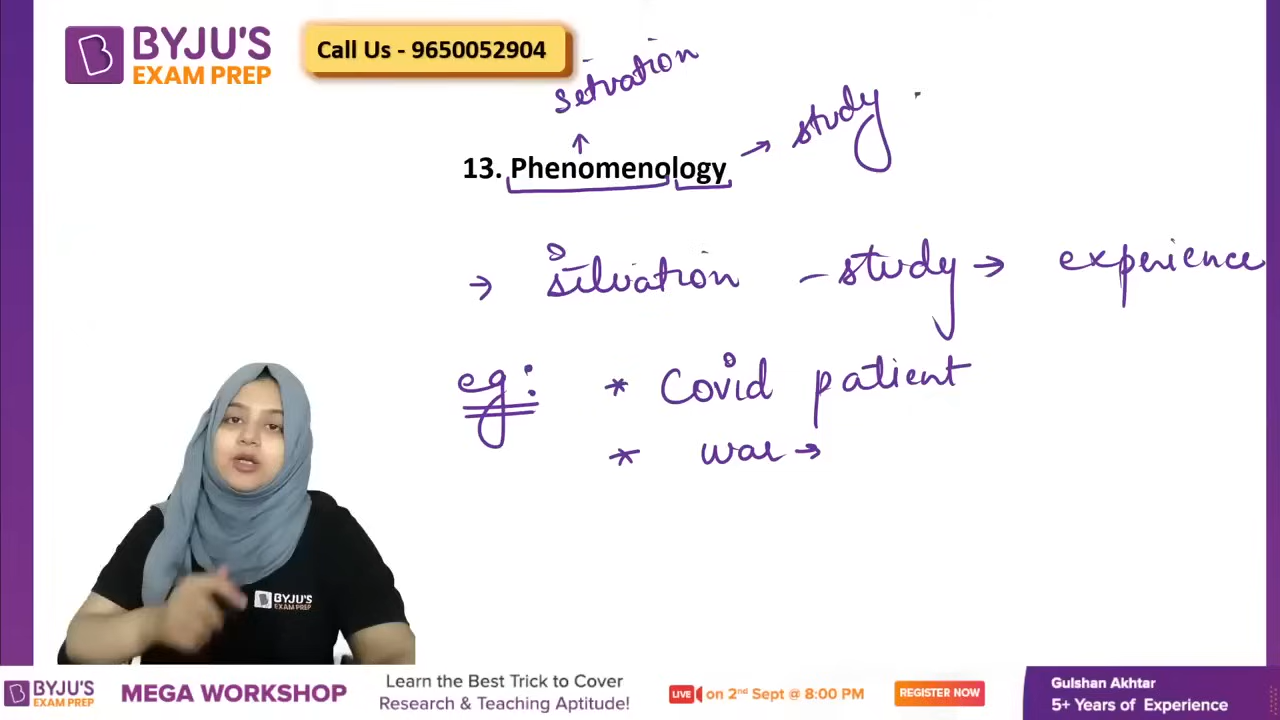 BYJU'S
EXAM PREP
Call Us - 9650052904
setuation
study
13. Phenomenology
→ situation – study → experience
eg: * Covid patient
* war →
BYJU'S
EXAM PREP
BYJU'S
EXAM PREP
MEGA WORKSHOP
Learn the Best Trick to Cover
Research & Teaching Aptitude!
LIVE on 2nd Sept @ 8:00 PM
REGISTER NOW
Gulshan Akhtar
5+ Years of Experience